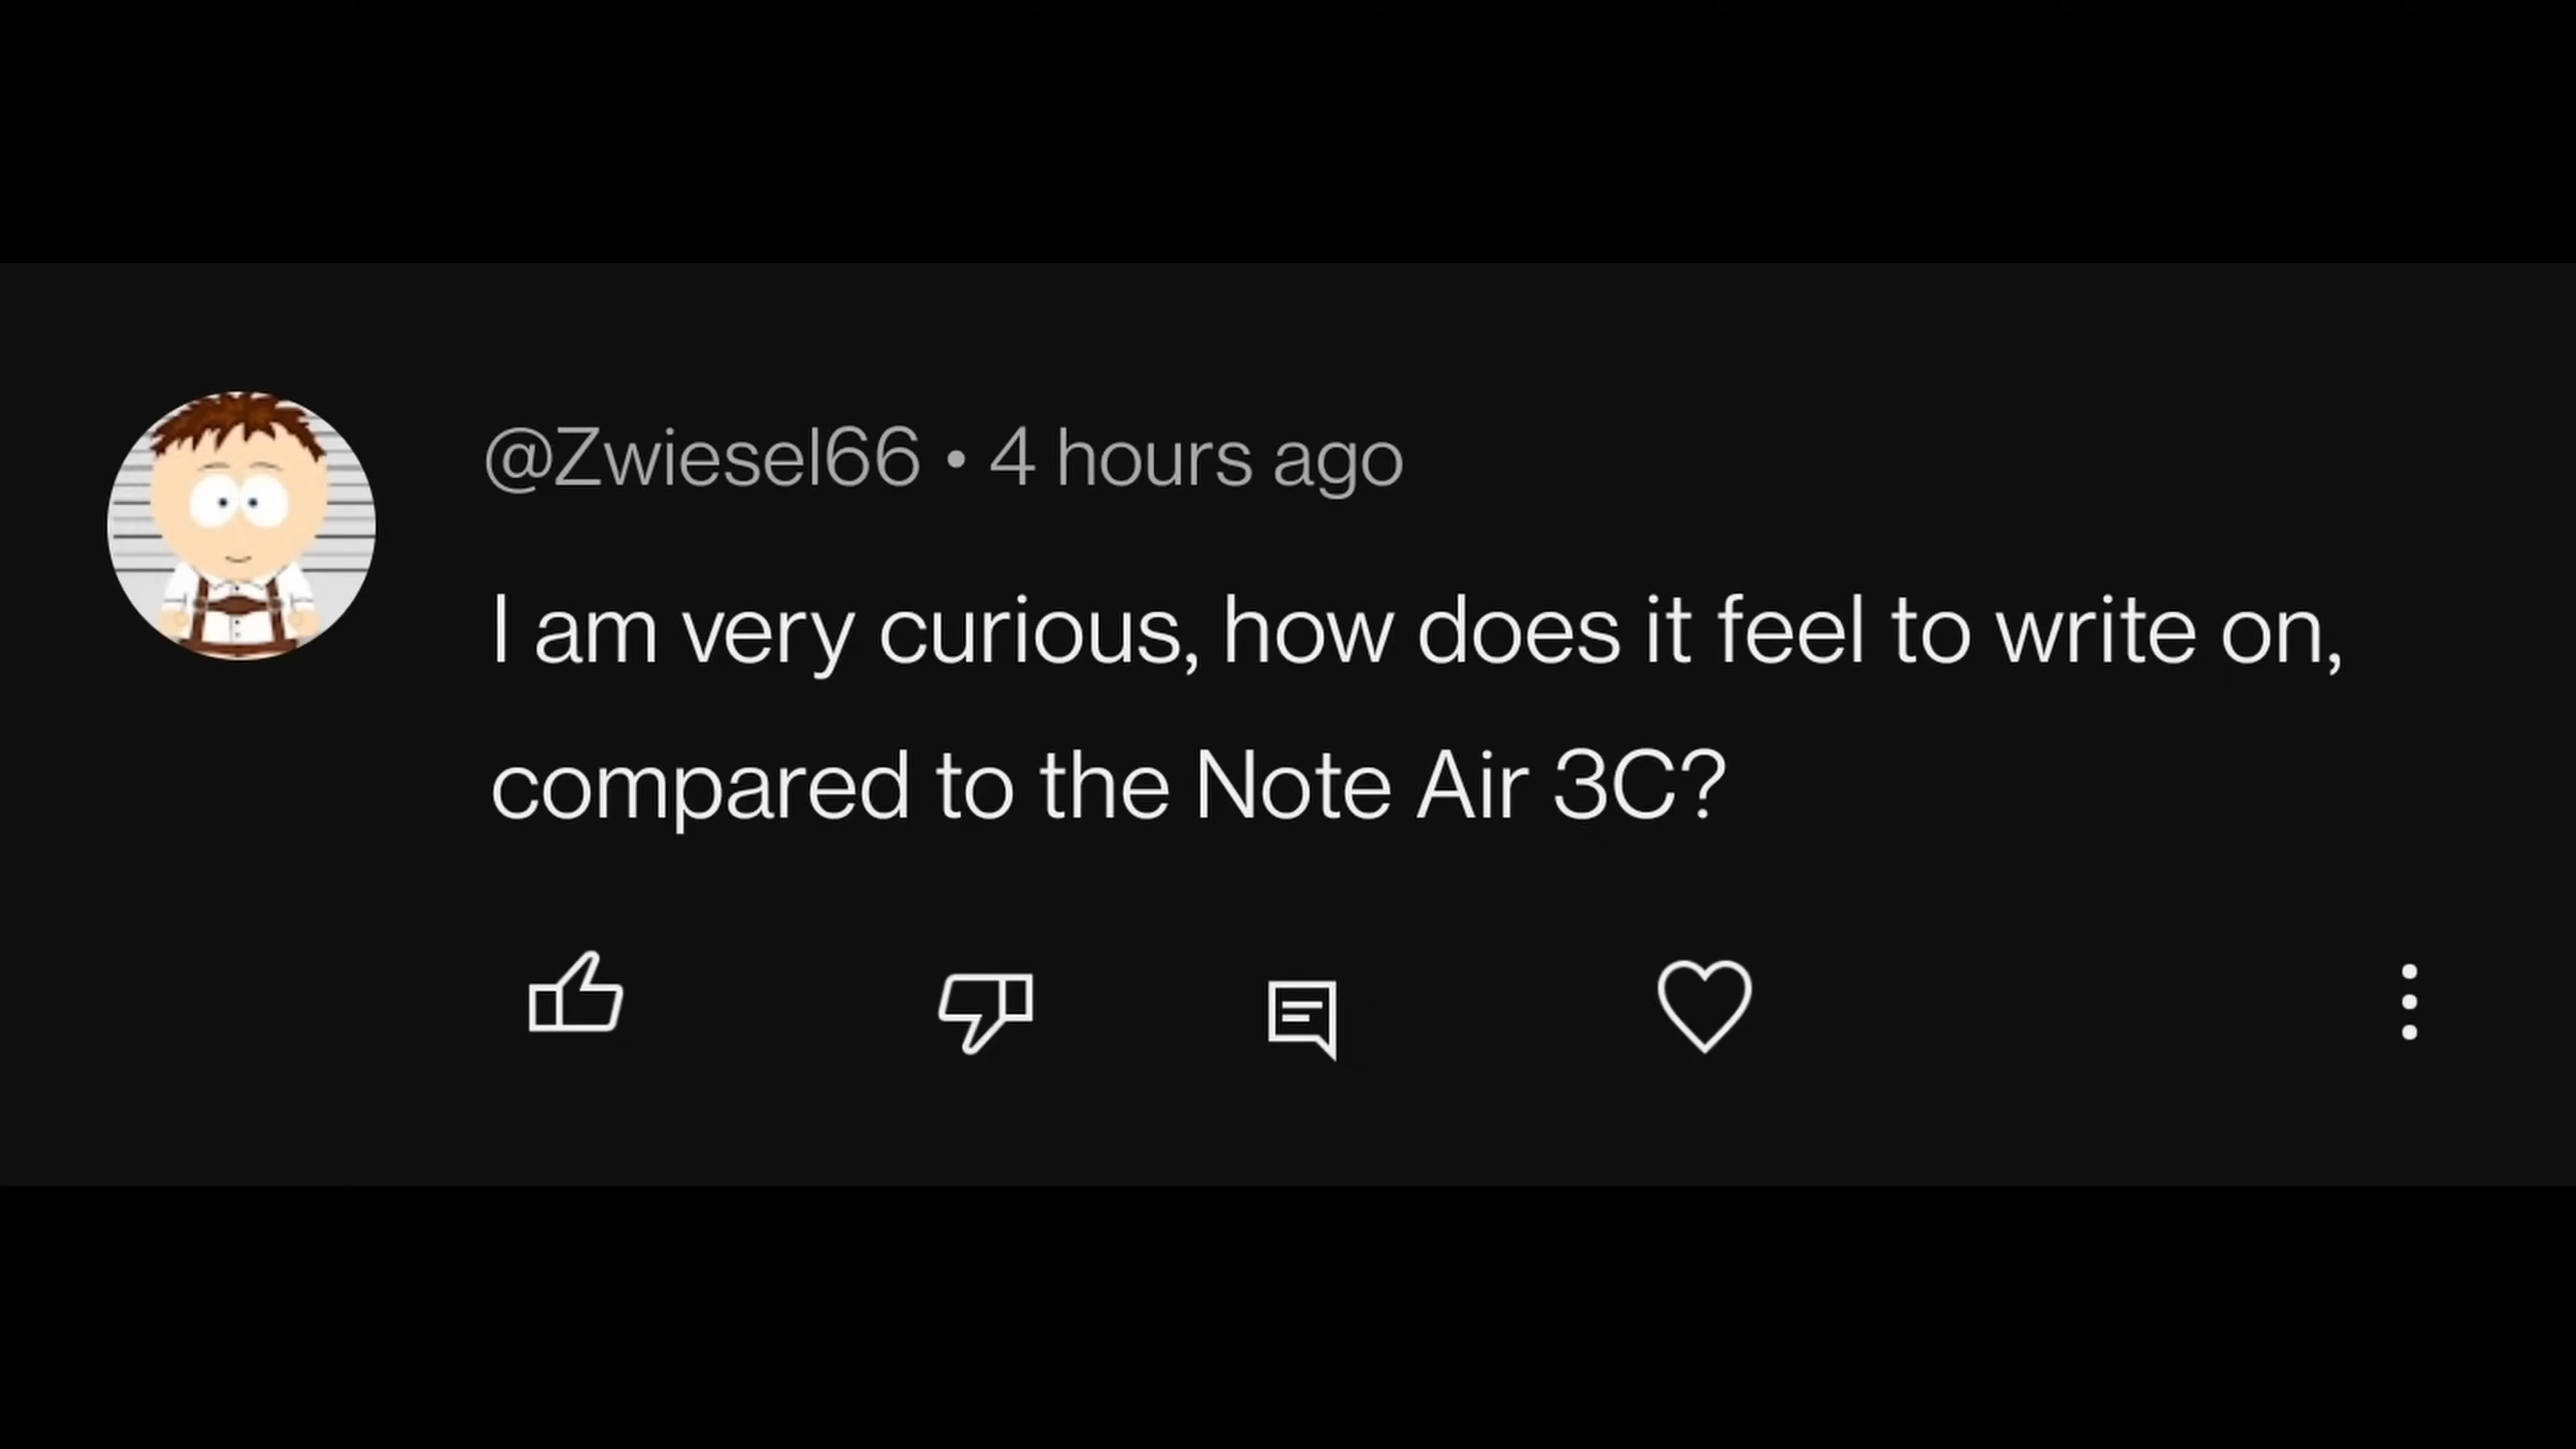 @Zwiesel66 • 4 hours ago
I am very curious, how does it feel to write on,
compared to the Note Air 3C?